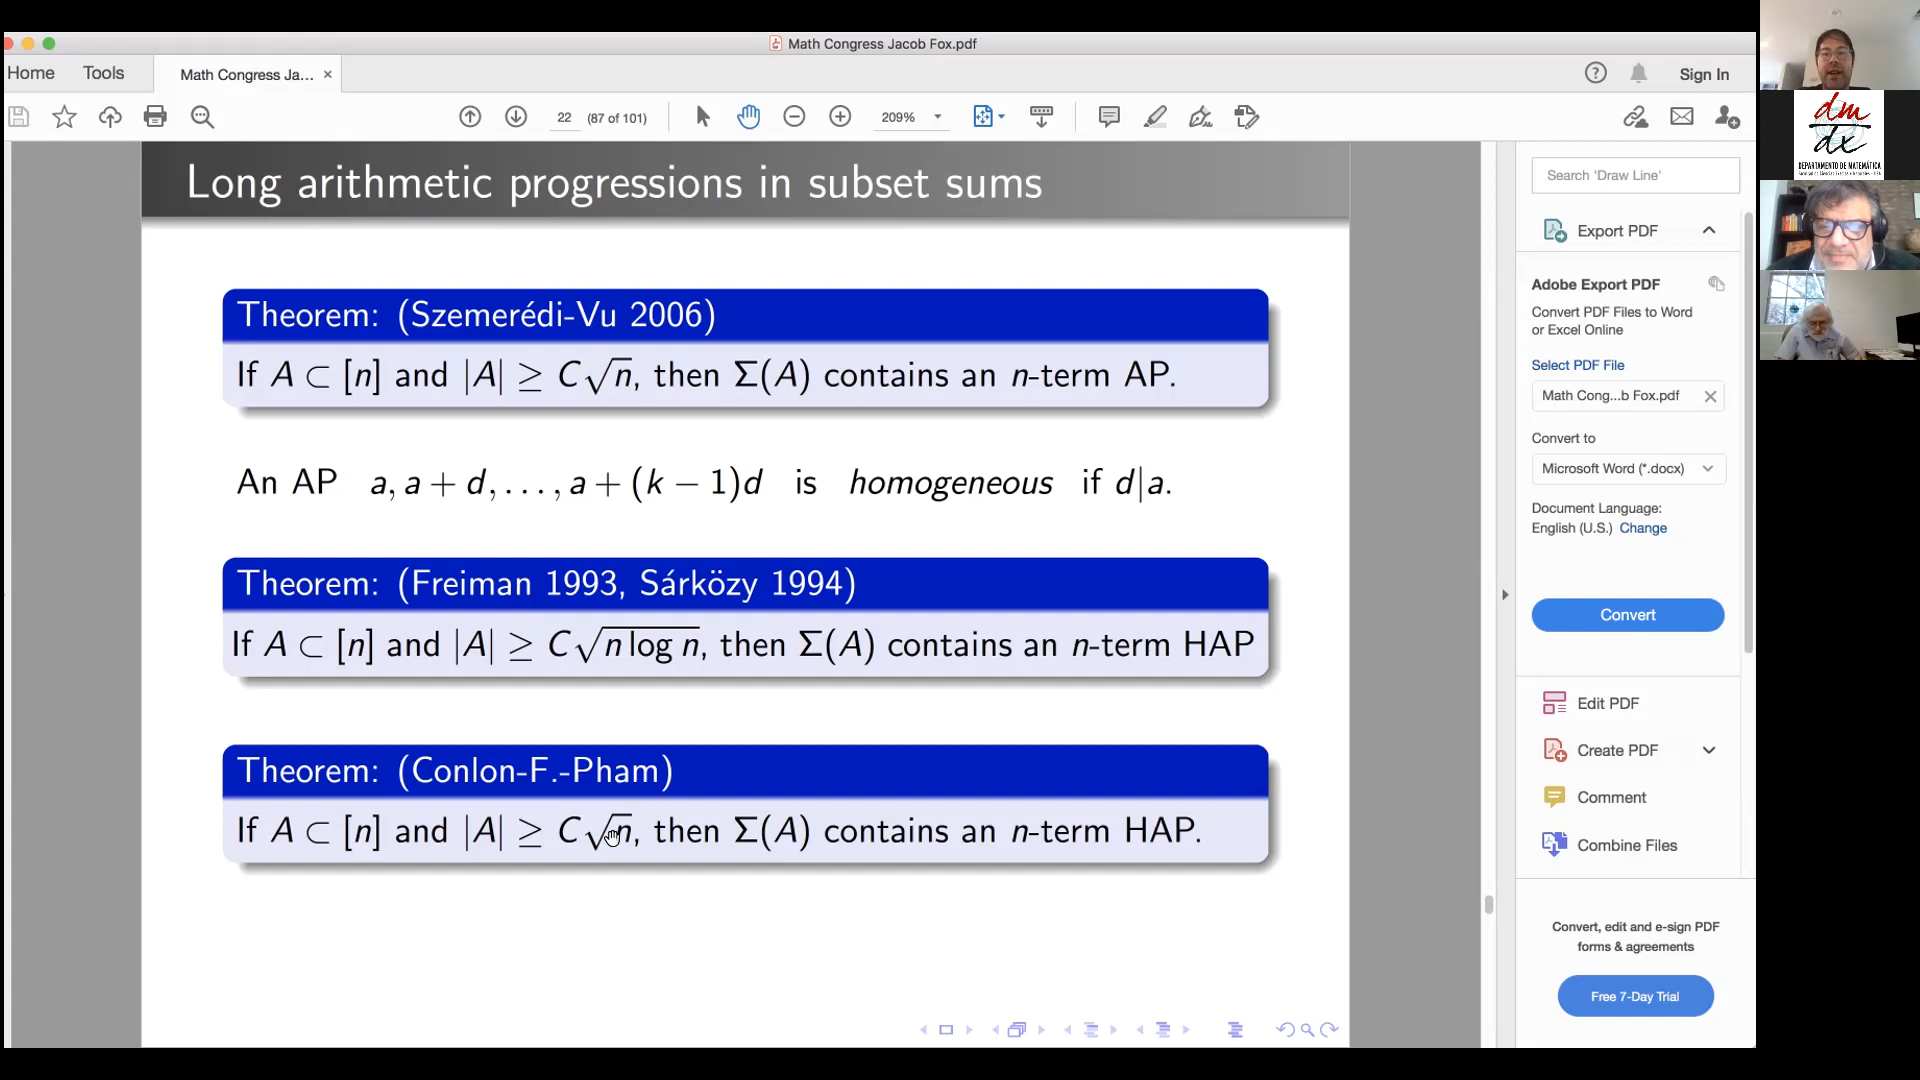 Math Congress Jacob Fox.pdf
Home Tools Math Congress Ja... × Sign In
22 (87 of 101) 209%
Long arithmetic progressions in subset sums
Theorem: (Szemerédi-Vu 2006)
If A ⊂ [n] and |A| ≥ C√n, then Σ(A) contains an n-term AP.
An AP a, a + d, . . . , a + (k − 1)d is homogeneous if d|a.
Theorem: (Freiman 1993, Sárközy 1994)
If A ⊂ [n] and |A| ≥ C√(n log n), then Σ(A) contains an n-term HAP
Theorem: (Conlon-F.-Pham)
If A ⊂ [n] and |A| ≥ C√n, then Σ(A) contains an n-term HAP.
Search 'Draw Line'
Export PDF
Adobe Export PDF
Convert PDF Files to Word
or Excel Online
Select PDF File
Math Cong...b Fox.pdf
Convert to
Microsoft Word (*.docx)
Document Language:
English (U.S.) Change
Convert
Edit PDF
Create PDF
Comment
Combine Files
Convert, edit and e-sign PDF
forms & agreements
Free 7-Day Trial
dm
dx
DEPARTAMENTO DE MATEMÁTICA